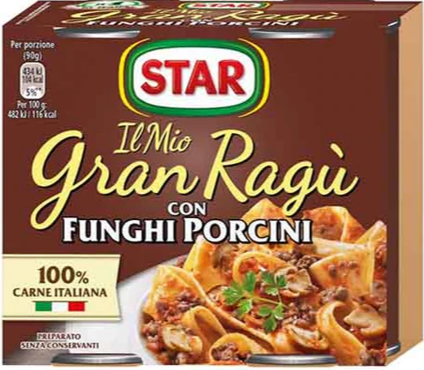 Per porzione
(90g)
434 kJ
104 kcal
5%**
Per 100 g:
482 kJ / 116 kcal
STAR
Il Mio
Gran Ragù
CON
FUNGHI PORCINI
100%
CARNE ITALIANA
PREPARATO
SENZA CONSERVANTI